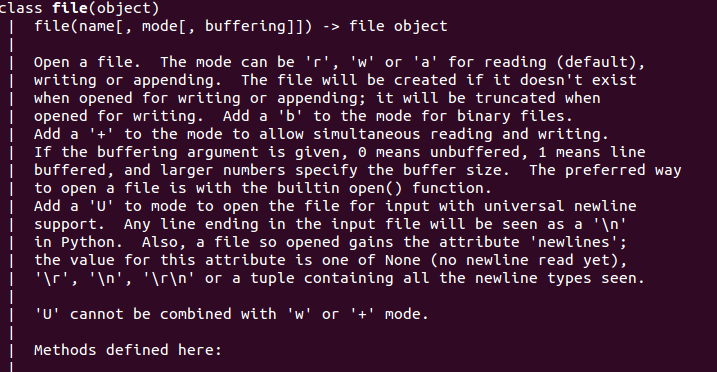 class file(object)
 |  file(name[, mode[, buffering]]) -> file object
 |
 |  Open a file.  The mode can be 'r', 'w' or 'a' for reading (default),
 |  writing or appending.  The file will be created if it doesn't exist
 |  when opened for writing or appending; it will be truncated when
 |  opened for writing.  Add a 'b' to the mode for binary files.
 |  Add a '+' to the mode to allow simultaneous reading and writing.
 |  If the buffering argument is given, 0 means unbuffered, 1 means line
 |  buffered, and larger numbers specify the buffer size.  The preferred way
 |  to open a file is with the builtin open() function.
 |  Add a 'U' to mode to open the file for input with universal newline
 |  support.  Any line ending in the input file will be seen as a '\n'
 |  in Python.  Also, a file so opened gains the attribute 'newlines';
 |  the value for this attribute is one of None (no newline read yet),
 |  '\r', '\n', '\r\n' or a tuple containing all the newline types seen.
 |
 |  'U' cannot be combined with 'w' or '+' mode.
 |
 |  Methods defined here:
 |